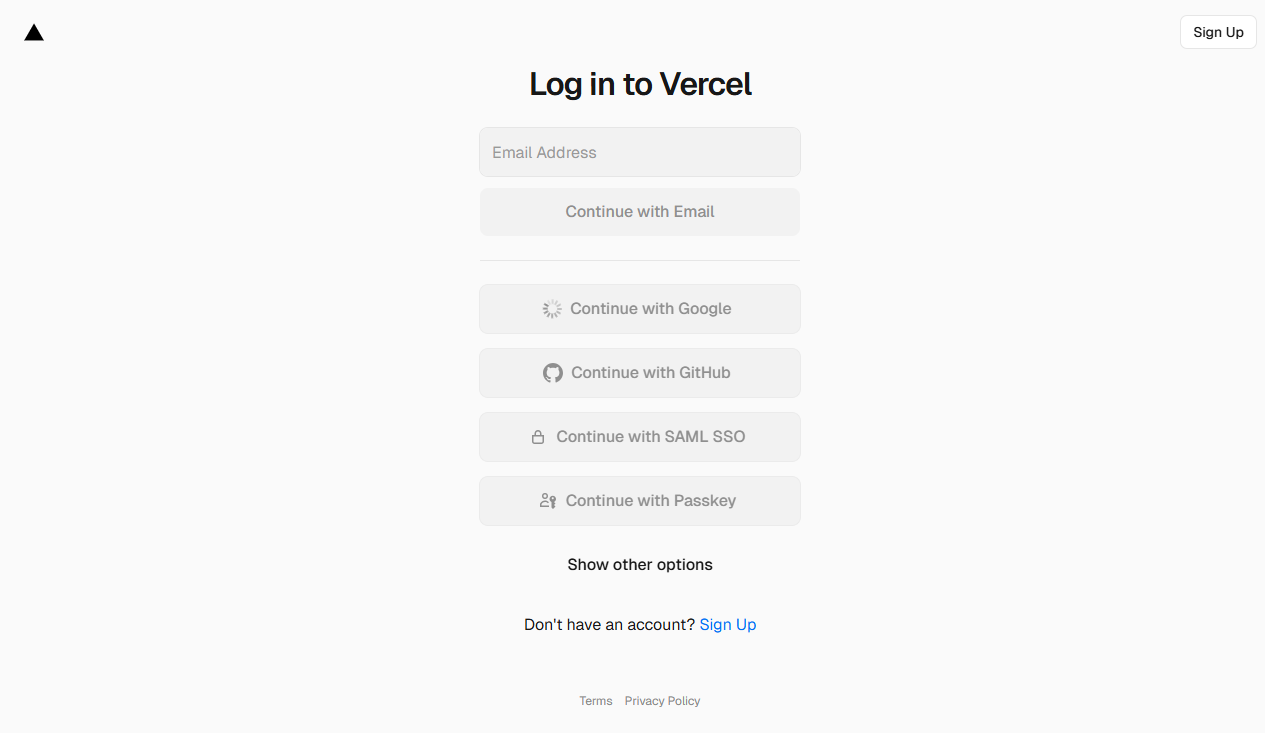 Sign Up
Log in to Vercel
Email Address
Continue with Email
Continue with Google
Continue with GitHub
Continue with SAML SSO
Continue with Passkey
Show other options
Don't have an account? Sign Up
Terms Privacy Policy